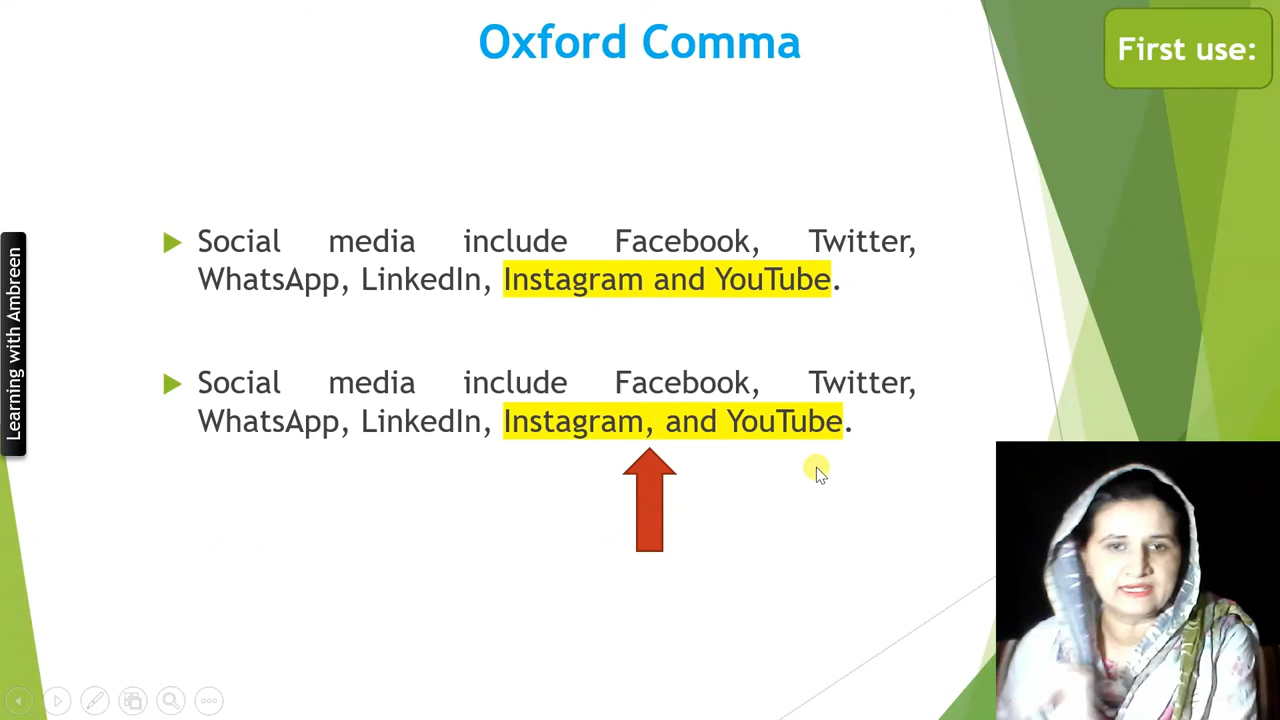 Oxford Comma
First use:
Social media include Facebook, Twitter,
WhatsApp, LinkedIn, Instagram and YouTube.
Social media include Facebook, Twitter,
WhatsApp, LinkedIn, Instagram, and YouTube.
Learning with Ambreen